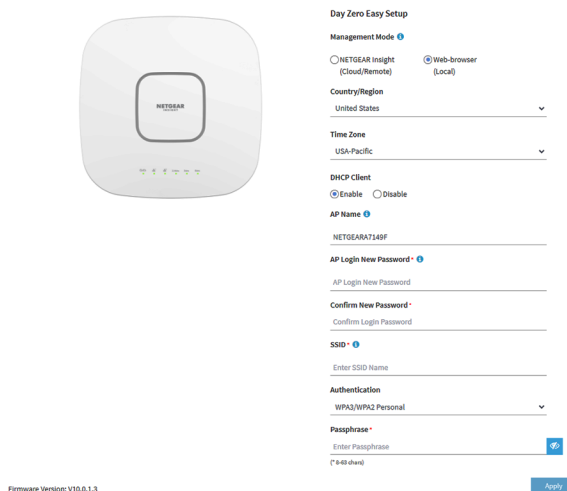 NETGEAR
Day Zero Easy Setup
Management Mode
NETGEAR Insight
(Cloud/Remote)
Web-browser
(Local)
Country/Region
United States
Time Zone
USA-Pacific
DHCP Client
Enable
Disable
AP Name
NETGEARA7149F
AP Login New Password *
AP Login New Password
Confirm New Password *
Confirm Login Password
SSID *
Enter SSID Name
Authentication
WPA3/WPA2 Personal
Passphrase *
Enter Passphrase
(* 8-63 chars)
Apply
Firmware Version: V10.0.1.3